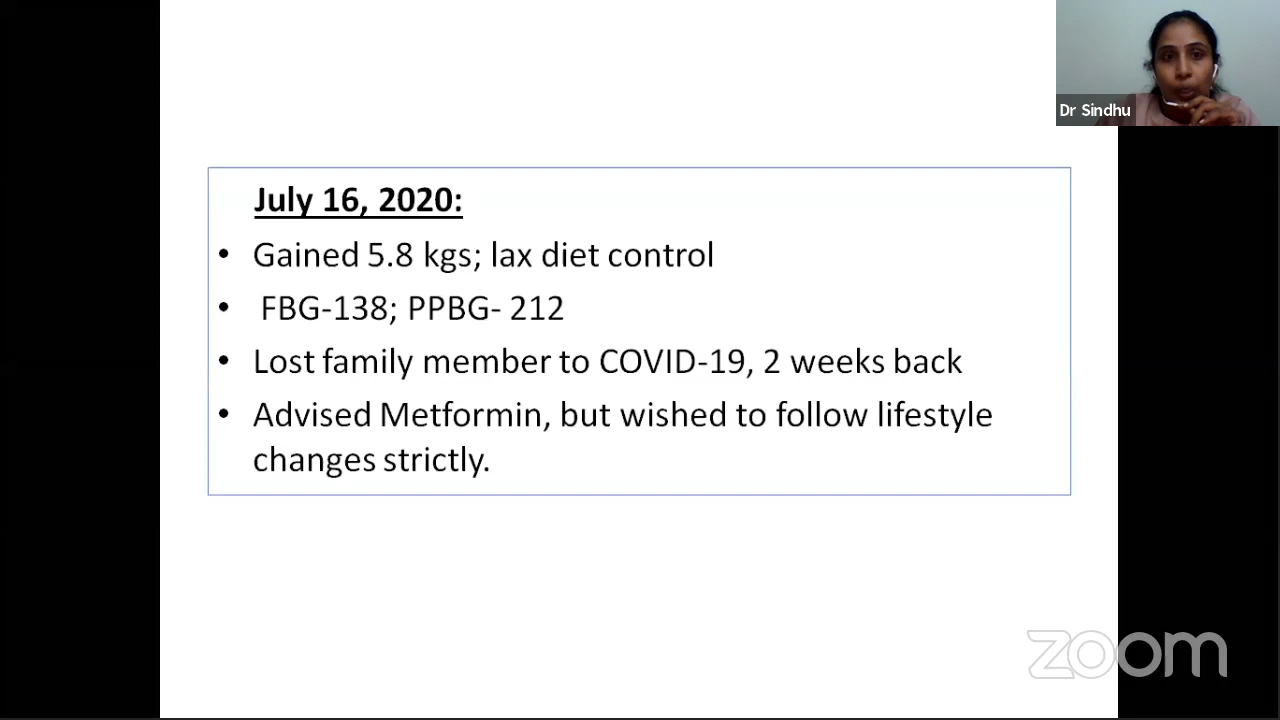 Dr Sindhu
July 16, 2020:
• Gained 5.8 kgs; lax diet control
• FBG-138; PPBG- 212
• Lost family member to COVID-19, 2 weeks back
• Advised Metformin, but wished to follow lifestyle
changes strictly.
zoom